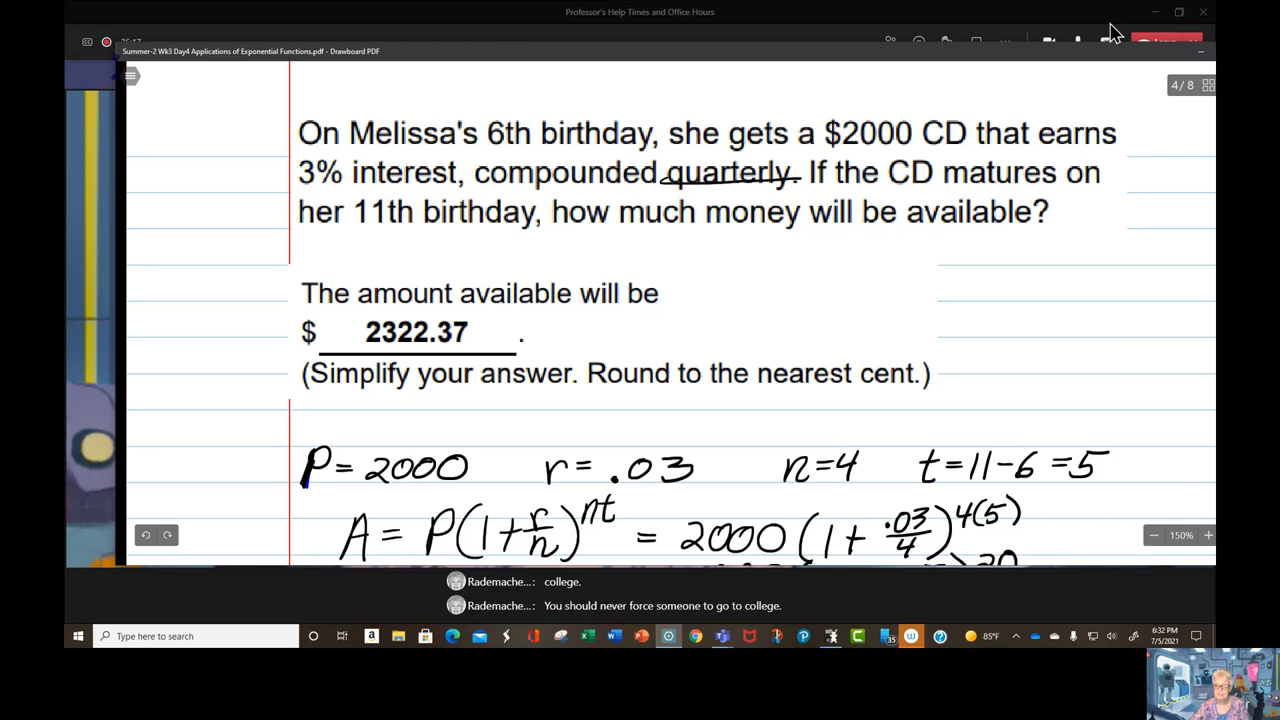 Professor's Help Times and Office Hours
Summer-2 Wk3 Day4 Applications of Exponential Functions.pdf - Drawboard PDF
4 / 8
On Melissa's 6th birthday, she gets a $2000 CD that earns
3% interest, compounded quarterly. If the CD matures on
her 11th birthday, how much money will be available?
The amount available will be
$ 2322.37 .
(Simplify your answer. Round to the nearest cent.)
P = 2000 r = .03 n=4 t=11-6 =5
A = P(1+r/n)^nt = 2000 (1+ .03/4)^4(5)
150%
Rademache...: college.
Rademache...: You should never force someone to go to college.
Type here to search
35
85°F
6:32 PM
7/5/2021